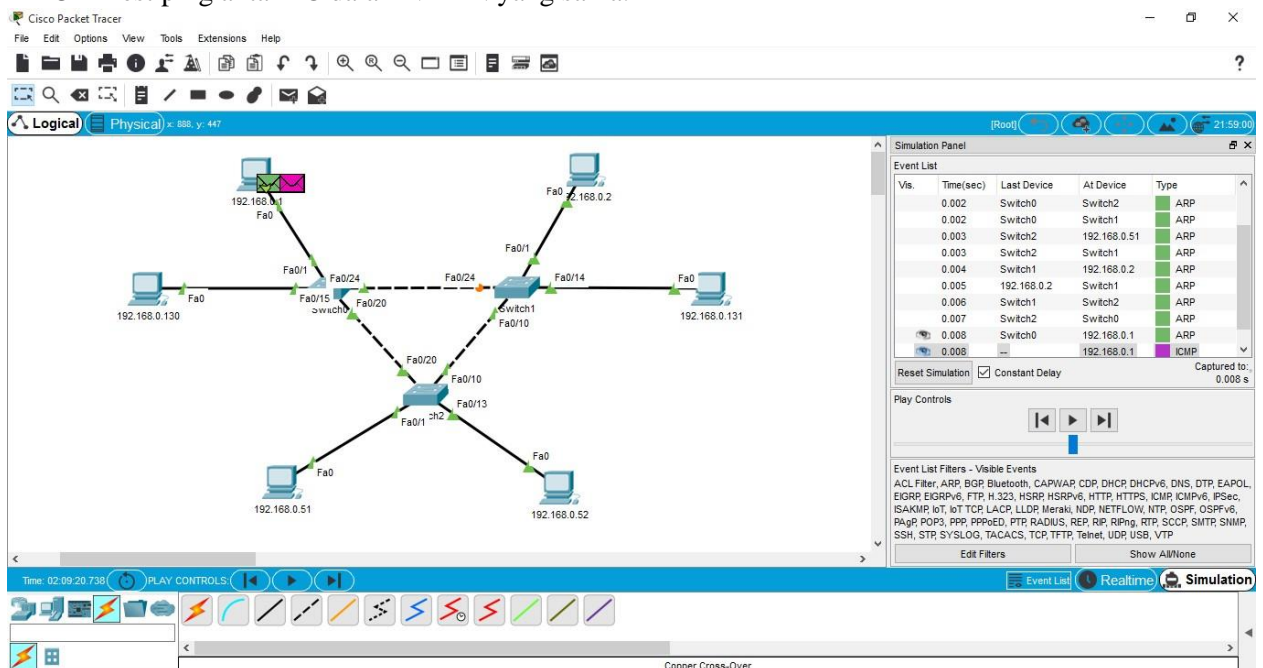 Cisco Packet Tracer
File Edit Options View Tools Extensions Help
?
Logical Physical x: 888, y: 447 [Root] 21:59:00
192.168.0.1
Fa0
Fa0
192.168.0.130
Fa0/1
Fa0/15
Fa0/24
Fa0/20
Fa0
192.168.0.2
Fa0/1
Fa0/24
Fa0/14
Switch1
Fa0/10
Fa0
192.168.0.131
Fa0/20
Fa0/10
Fa0/13
Fa0/1
Fa0
192.168.0.51
Fa0
192.168.0.52
Simulation Panel
Event List
Vis. Time(sec) Last Device At Device Type
0.002 Switch0 Switch2 ARP
0.002 Switch0 Switch1 ARP
0.003 Switch2 192.168.0.51 ARP
0.003 Switch2 Switch1 ARP
0.004 Switch1 192.168.0.2 ARP
0.005 192.168.0.2 Switch1 ARP
0.006 Switch1 Switch2 ARP
0.007 Switch2 Switch0 ARP
0.008 Switch0 192.168.0.1 ARP
0.008 -- 192.168.0.1 ICMP
Reset Simulation Constant Delay Captured to:
0.008 s
Play Controls
Event List Filters - Visible Events
ACL Filter, ARP, BGP, Bluetooth, CAPWAP, CDP, DHCP, DHCPv6, DNS, DTP, EAPOL,
EIGRP, EIGRPv6, FTP, H.323, HSRP, HSRPv6, HTTP, HTTPS, ICMP, ICMPv6, IPSec,
ISAKMP, IoT, IoT TCP, LACP, LLDP, Meraki, NDP, NETFLOW, NTP, OSPF, OSPFv6,
PAgP, POP3, PPP, PPPoED, PTP, RADIUS, REP, RIP, RIPng, RTP, SCCP, SMTP, SNMP,
SSH, STP, SYSLOG, TACACS, TCP, TFTP, Telnet, UDP, USB, VTP
Edit Filters Show All/None
Time: 02:09:20.738 PLAY CONTROLS: Event List Realtime Simulation
Copper Cross-Over